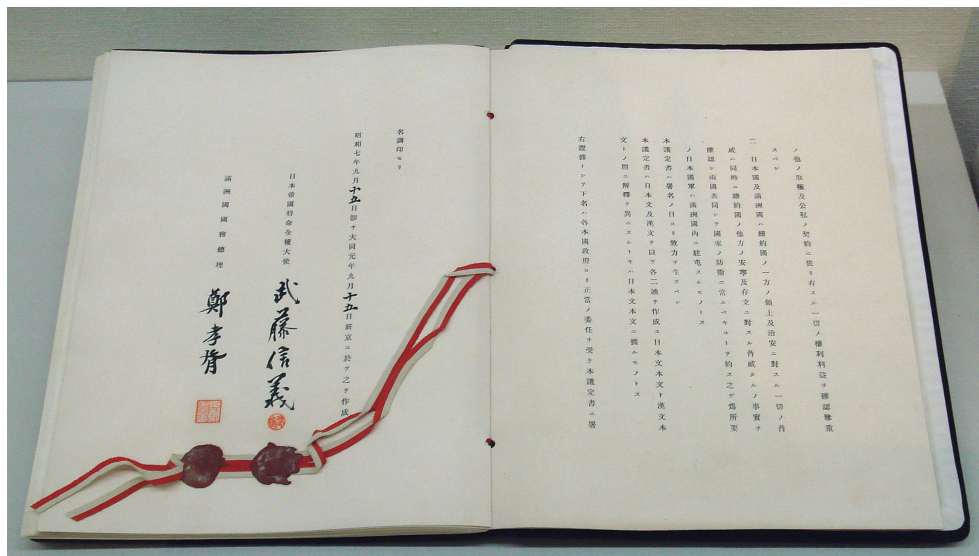 ノ他ノ取極及公私ノ契約ニ依リ有スル一切ノ權利利益ヲ確認尊重
スベシ
二、日本國及滿洲國ハ締約國ノ一方ノ領土及治安ニ對スル一切ノ脅
威ハ同時ニ締約國ノ他方ノ安寧及存立ニ對スル脅威タルノ事實ヲ
確認シ兩國共同シテ國家ノ防衞ニ當ルベキコトヲ約ス之ガ爲所要
ノ日本國軍ハ滿洲國內ニ駐屯スルモノトス
本議定書ハ署名ノ日ヨリ效力ヲ生ズベシ
本議定書ハ日本文及漢文ヲ以テ各二通ヲ作成ス日本文本文ト漢文本
文トノ間ニ解釋ヲ異ニスルトキハ日本文本文ニ據ルモノトス
右證據トシテ下名ハ各本國政府ヨリ正當ノ委任ヲ受ケ本議定書ニ署
名調印セリ
昭和七年九月十五日卽チ大同元年九月十五日新京ニ於テ之ヲ作成
日本帝國特命全權大使 武藤信義
滿洲國國務總理 鄭孝胥